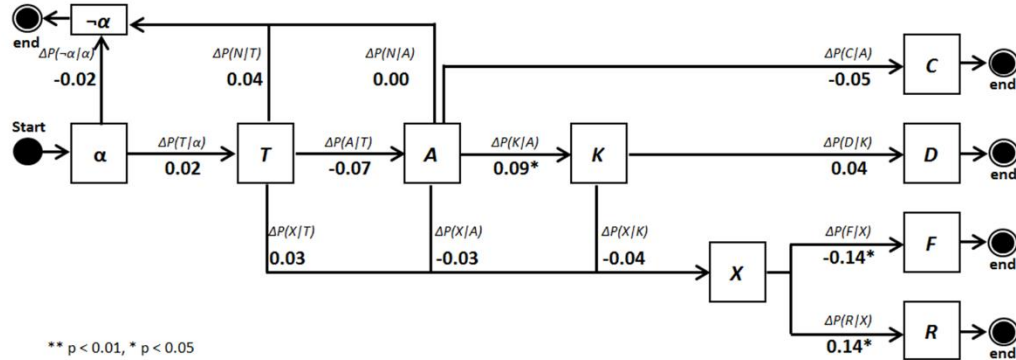 ¬α
end
ΔP(¬α|α)
-0.02
ΔP(N|T)
0.04
ΔP(N|A)
0.00
ΔP(C|A)
-0.05
C
end
Start
α
ΔP(T|α)
0.02
T
ΔP(A|T)
-0.07
A
ΔP(K|A)
0.09*
K
ΔP(D|K)
0.04
D
end
ΔP(X|T)
0.03
ΔP(X|A)
-0.03
ΔP(X|K)
-0.04
X
ΔP(F|X)
-0.14*
F
end
ΔP(R|X)
0.14*
R
end
** p < 0.01, * p < 0.05